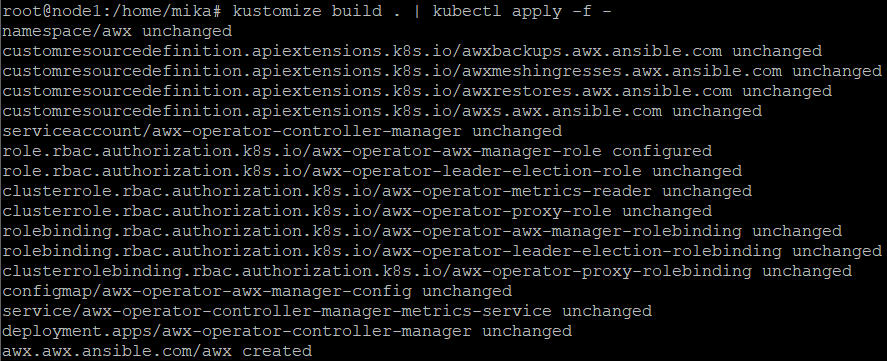 root@node1:/home/mika# kustomize build . | kubectl apply -f -
namespace/awx unchanged
customresourcedefinition.apiextensions.k8s.io/awxbackups.awx.ansible.com unchanged
customresourcedefinition.apiextensions.k8s.io/awxmeshingresses.awx.ansible.com unchanged
customresourcedefinition.apiextensions.k8s.io/awxrestores.awx.ansible.com unchanged
customresourcedefinition.apiextensions.k8s.io/awxs.awx.ansible.com unchanged
serviceaccount/awx-operator-controller-manager unchanged
role.rbac.authorization.k8s.io/awx-operator-awx-manager-role configured
role.rbac.authorization.k8s.io/awx-operator-leader-election-role unchanged
clusterrole.rbac.authorization.k8s.io/awx-operator-metrics-reader unchanged
clusterrole.rbac.authorization.k8s.io/awx-operator-proxy-role unchanged
rolebinding.rbac.authorization.k8s.io/awx-operator-awx-manager-rolebinding unchanged
rolebinding.rbac.authorization.k8s.io/awx-operator-leader-election-rolebinding unchanged
clusterrolebinding.rbac.authorization.k8s.io/awx-operator-proxy-rolebinding unchanged
configmap/awx-operator-awx-manager-config unchanged
service/awx-operator-controller-manager-metrics-service unchanged
deployment.apps/awx-operator-controller-manager unchanged
awx.awx.ansible.com/awx created